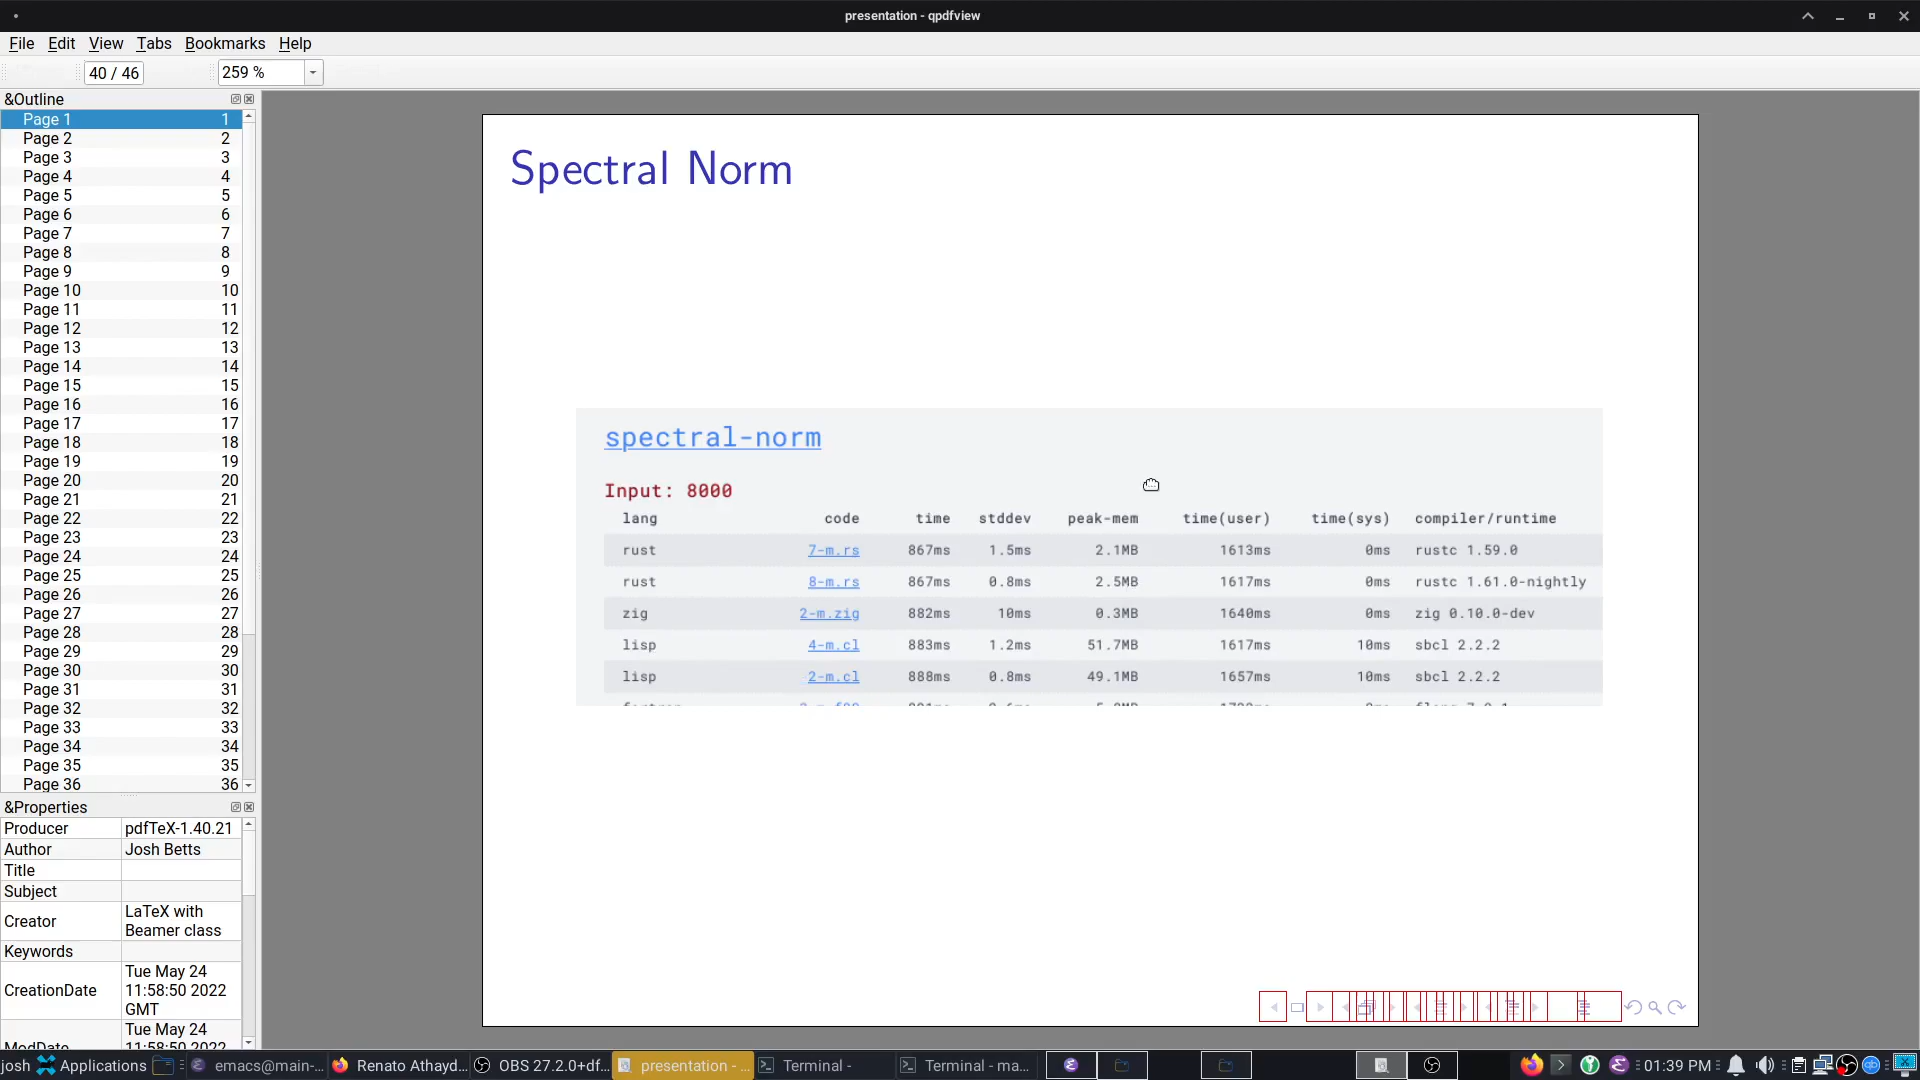 presentation - qpdfview
File Edit View Tabs Bookmarks Help
40 / 46 259 %
&Outline
Page 1 1
Page 2 2
Page 3 3
Page 4 4
Page 5 5
Page 6 6
Page 7 7
Page 8 8
Page 9 9
Page 10 10
Page 11 11
Page 12 12
Page 13 13
Page 14 14
Page 15 15
Page 16 16
Page 17 17
Page 18 18
Page 19 19
Page 20 20
Page 21 21
Page 22 22
Page 23 23
Page 24 24
Page 25 25
Page 26 26
Page 27 27
Page 28 28
Page 29 29
Page 30 30
Page 31 31
Page 32 32
Page 33 33
Page 34 34
Page 35 35
Page 36 36
&Properties
Producer pdfTeX-1.40.21
Author Josh Betts
Title
Subject
Creator LaTeX with
Beamer class
Keywords
CreationDate Tue May 24
11:58:50 2022
GMT
ModDate Tue May 24
11:58:50 2022
Spectral Norm
spectral-norm
Input: 8000
lang code time stddev peak-mem time(user) time(sys) compiler/runtime
rust 7-m.rs 867ms 1.5ms 2.1MB 1613ms 0ms rustc 1.59.0
rust 8-m.rs 867ms 0.8ms 2.5MB 1617ms 0ms rustc 1.61.0-nightly
zig 2-m.zig 882ms 10ms 0.3MB 1640ms 0ms zig 0.10.0-dev
lisp 4-m.cl 883ms 1.2ms 51.7MB 1617ms 10ms sbcl 2.2.2
lisp 2-m.cl 888ms 0.8ms 49.1MB 1657ms 10ms sbcl 2.2.2
josh Applications emacs@main-... Renato Athayd... OBS 27.2.0+df... presentation - ... Terminal - Terminal - ma... 01:39 PM